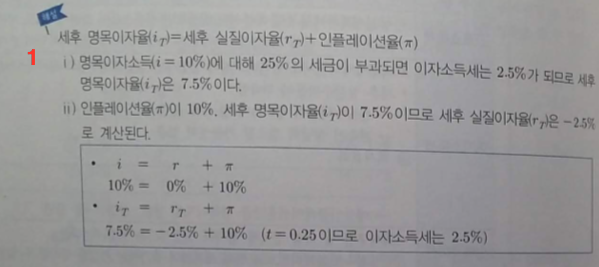 해설
세후 명목이자율(i_T)=세후 실질이자율(r_T)+인플레이션율(π)
1
i) 명목이자소득(i=10%)에 대해 25%의 세금이 부과되면 이자소득세는 2.5%가 되므로 세후
명목이자율(i_T)은 7.5%이다.
ii) 인플레이션율(π)이 10%, 세후 명목이자율(i_T)이 7.5%이므로 세후 실질이자율(r_T)은 -2.5%
로 계산된다.
• i = r + π
10% = 0% + 10%
• i_T = r_T + π
7.5% = -2.5% + 10% (t=0.25이므로 이자소득세는 2.5%)